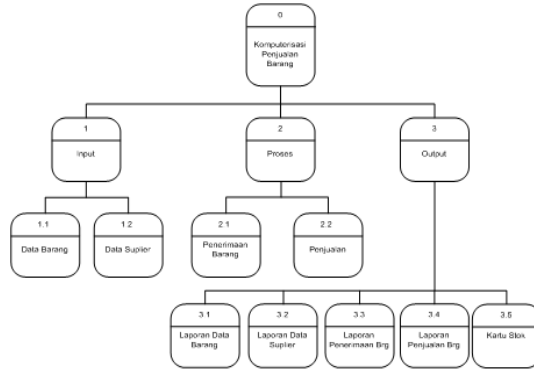 0
Komputerisasi
Penjualan
Barang
1
Input
2
Proses
3
Output
1.1
Data Barang
1.2
Data Suplier
2.1
Penerimaan
Barang
2.2
Penjualan
3.1
Laporan Data
Barang
3.2
Laporan Data
Suplier
3.3
Laporan
Penerimaan Brg
3.4
Laporan
Penjualan Brg
3.5
Kartu Stok